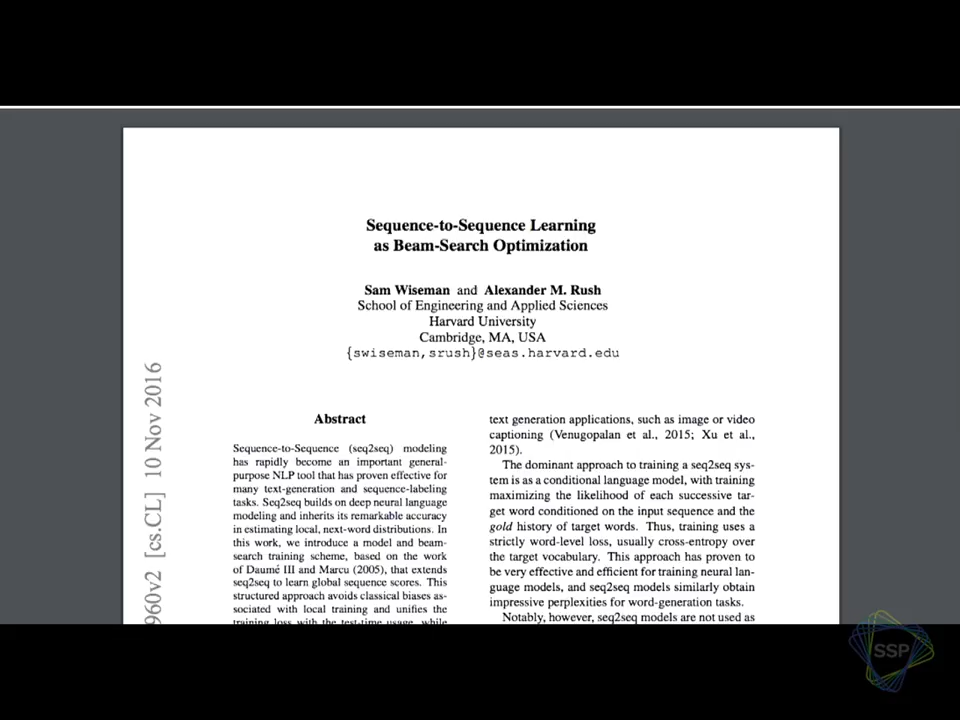 Sequence-to-Sequence Learning
as Beam-Search Optimization
Sam Wiseman and Alexander M. Rush
School of Engineering and Applied Sciences
Harvard University
Cambridge, MA, USA
{swiseman,srush}@seas.harvard.edu
960v2 [cs.CL] 10 Nov 2016
Abstract
Sequence-to-Sequence (seq2seq) modeling
has rapidly become an important general-
purpose NLP tool that has proven effective for
many text-generation and sequence-labeling
tasks. Seq2seq builds on deep neural language
modeling and inherits its remarkable accuracy
in estimating local, next-word distributions. In
this work, we introduce a model and beam-
search training scheme, based on the work
of Daumé III and Marcu (2005), that extends
seq2seq to learn global sequence scores. This
structured approach avoids classical biases as-
sociated with local training and unifies the
training loss with the test-time usage, while
text generation applications, such as image or video
captioning (Venugopalan et al., 2015; Xu et al.,
2015).
The dominant approach to training a seq2seq sys-
tem is as a conditional language model, with training
maximizing the likelihood of each successive tar-
get word conditioned on the input sequence and the
gold history of target words. Thus, training uses a
strictly word-level loss, usually cross-entropy over
the target vocabulary. This approach has proven to
be very effective and efficient for training neural lan-
guage models, and seq2seq models similarly obtain
impressive perplexities for word-generation tasks.
Notably, however, seq2seq models are not used as
SSP